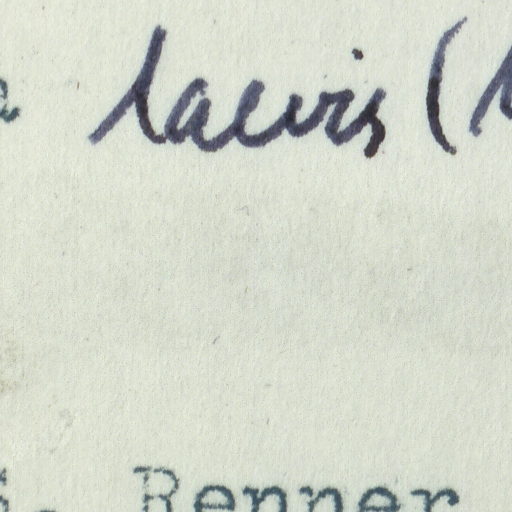 laevis (
S. Renner